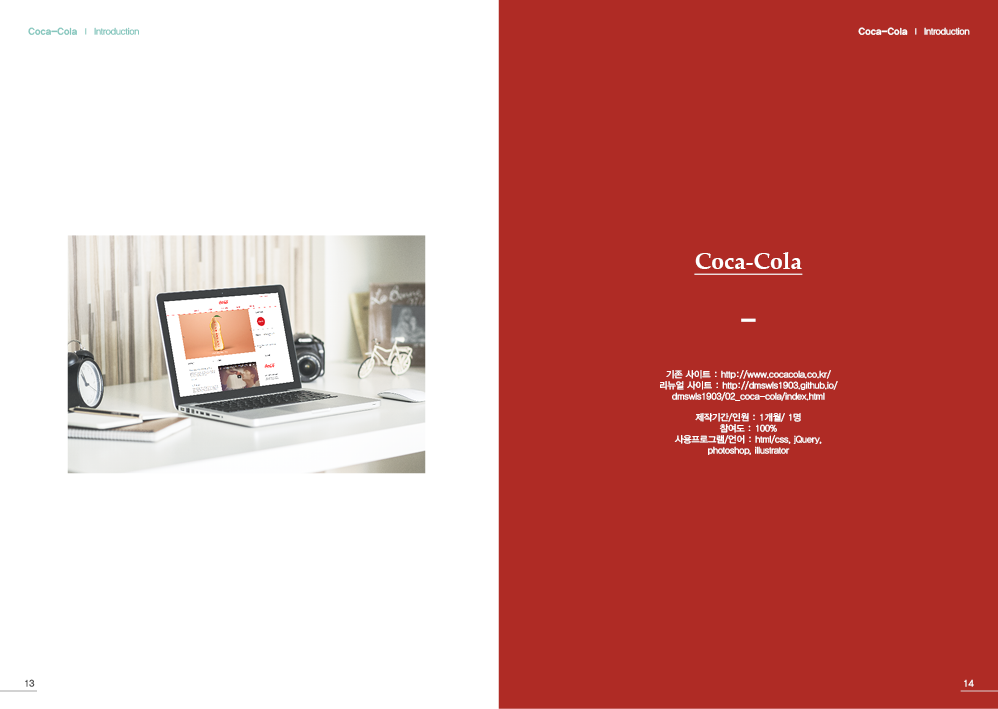 Coca-Cola | Introduction
13
Coca-Cola | Introduction
Coca-Cola
기존 사이트 : http://www.cocacola.co.kr/
리뉴얼 사이트 : http://dmswls1903.github.io/
dmswls1903/02_coca-cola/index.html
제작기간/인원 : 1개월/ 1명
참여도 : 100%
사용프로그램/언어 : html/css, jQuery,
photoshop, illustrator
14